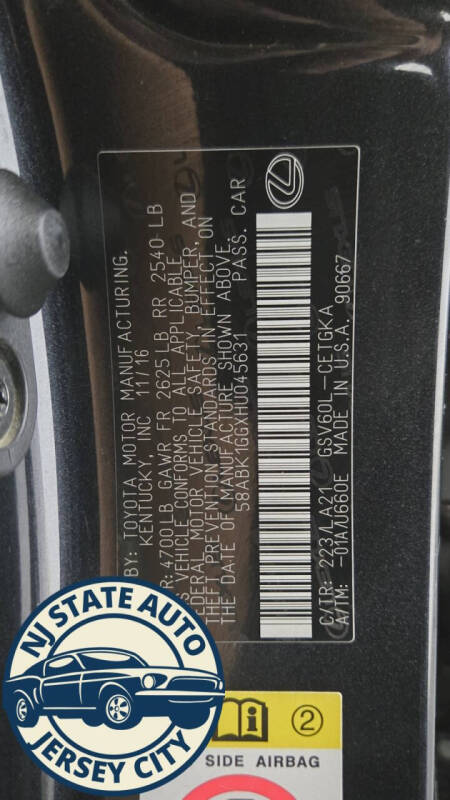 BY: TOYOTA MOTOR MANUFACTURING.
KENTUCKY, INC 11/16
R: 4700LB GAWR FR 2625LB RR 2540 LB
S VEHICLE CONFORMS TO ALL APPLICABLE
FEDERAL MOTOR VEHICLE SAFETY, BUMPER, AND
THEFT PREVENTION STANDARDS IN EFFECT ON
THE DATE OF MANUFACTURE SHOWN ABOVE.
58ABK1GGXHU045631 PASS. CAR
C/TR: 223/LA21 GSV60L-CETGKA
A/TM: -01A/U660E MADE IN U.S.A. 90667
NJ STATE AUTO
JERSEY CITY
i 2
SIDE AIRBAG